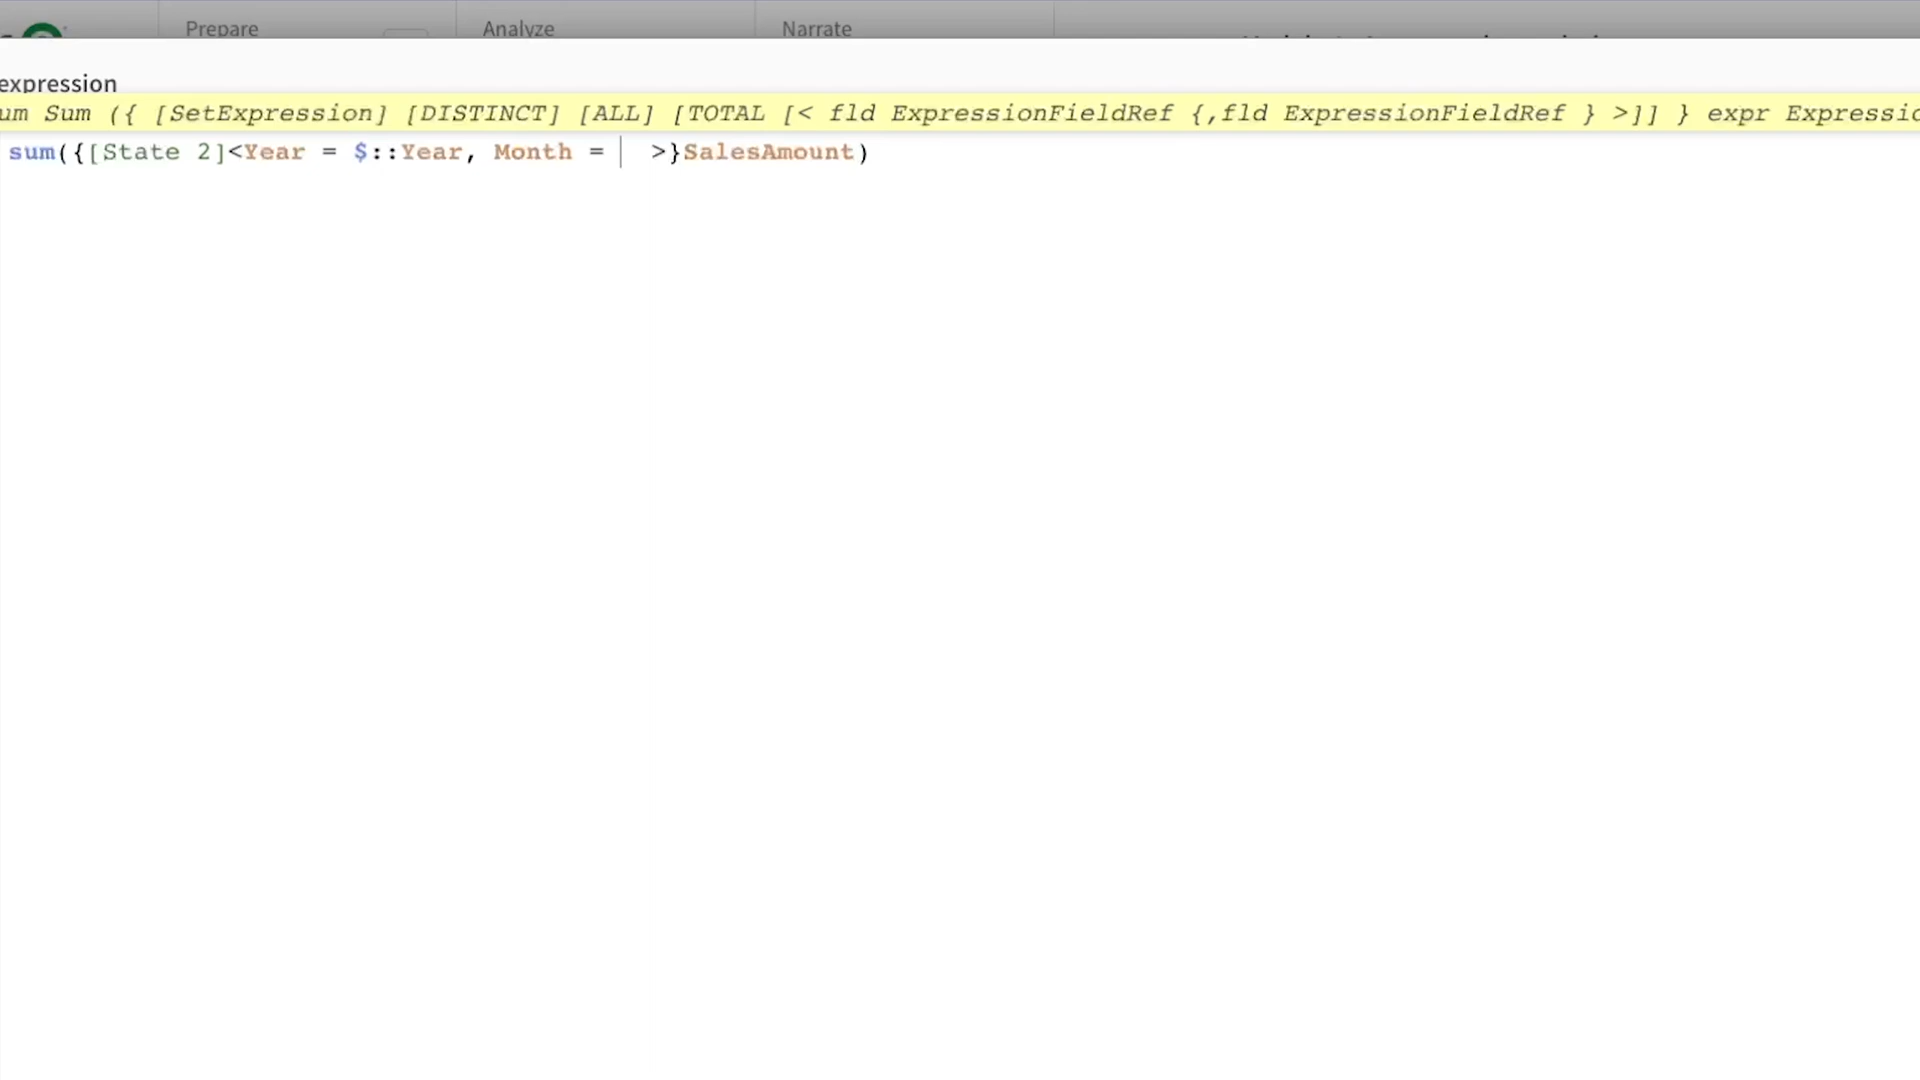 Prepare Analyze Narrate
expression
um Sum ({ [SetExpression] [DISTINCT] [ALL] [TOTAL [< fld ExpressionFieldRef {,fld ExpressionFieldRef } >]] } expr Expressio
sum({[State 2]<Year = $::Year, Month = >}SalesAmount)